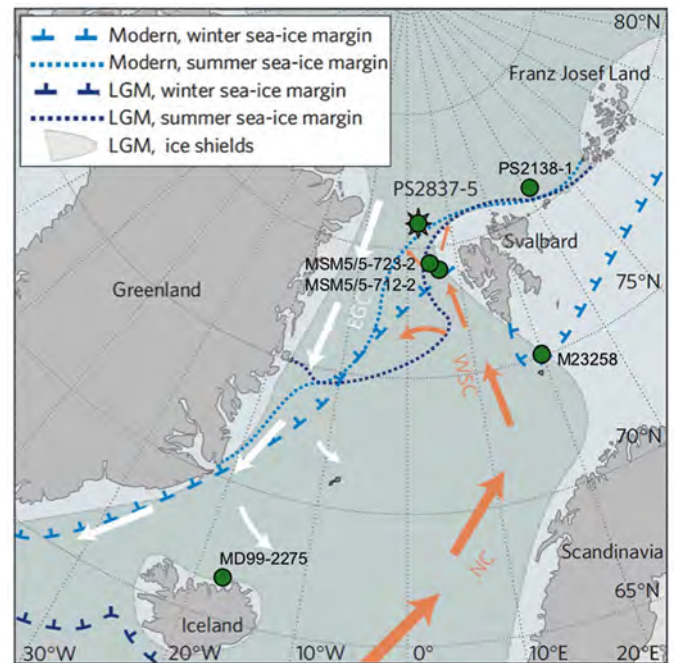 Modern, winter sea-ice margin
Modern, summer sea-ice margin
LGM, winter sea-ice margin
LGM, summer sea-ice margin
LGM, ice shields
80°N
Franz Josef Land
PS2138-1
PS2837-5
Svalbard
MSM5/5-723-2
MSM5/5-712-2
75°N
Greenland
EGC
WSC
M23258
70°N
NC
Scandinavia
MD99-2275
65°N
Iceland
30°W
20°W
10°W
0°
10°E
20°E